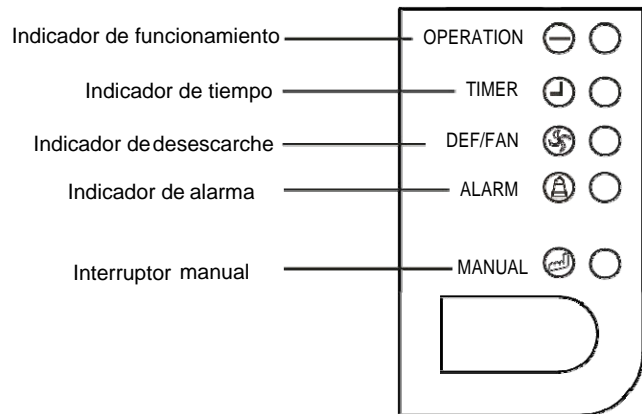 Indicador de funcionamiento OPERATION
Indicador de tiempo TIMER
Indicador de desescarche DEF/FAN
Indicador de alarma ALARM
Interruptor manual MANUAL